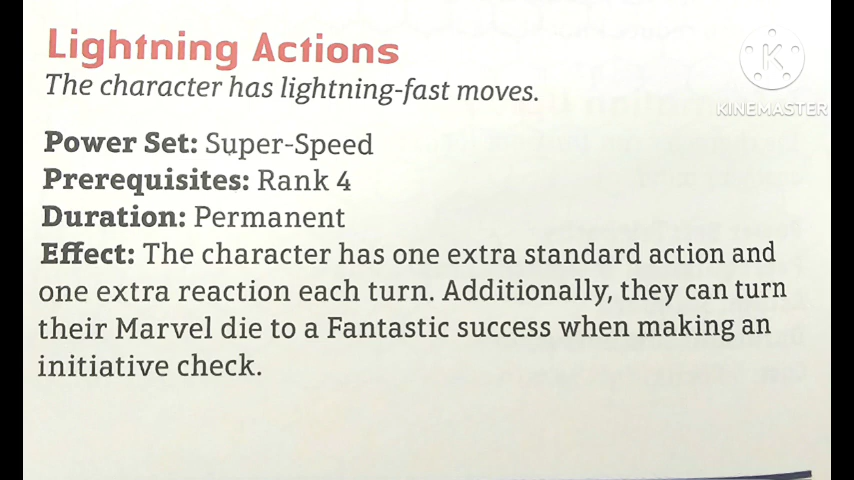 Lightning Actions
The character has lightning-fast moves.
KINEMASTER
Power Set: Super-Speed
Prerequisites: Rank 4
Duration: Permanent
Effect: The character has one extra standard action and
one extra reaction each turn. Additionally, they can turn
their Marvel die to a Fantastic success when making an
initiative check.